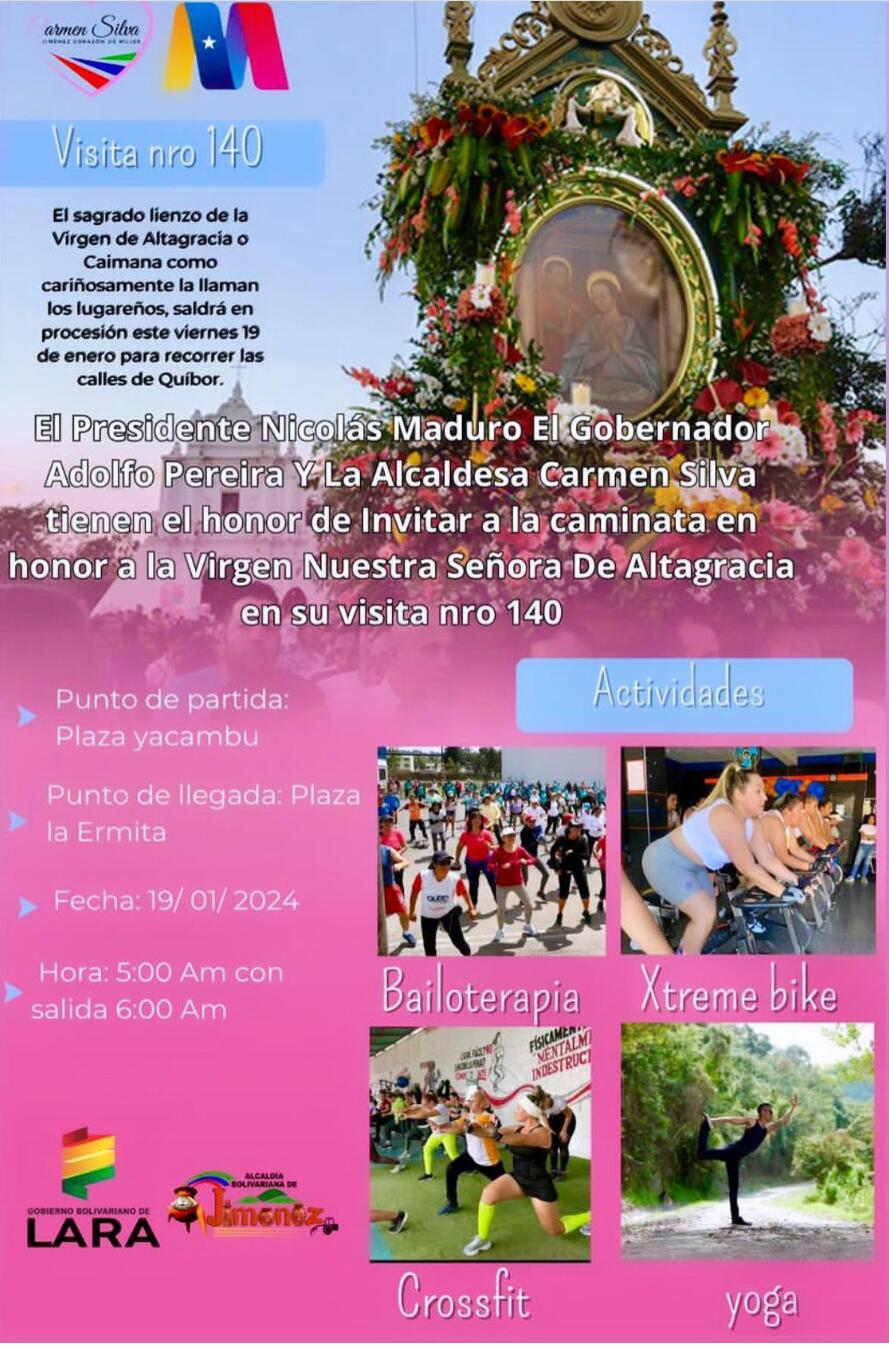 Carmen Silva
JIMÉNEZ CORAZÓN DE MUJER
Visita nro 140
El sagrado lienzo de la
Virgen de Altagracia o
Caimana como
cariñosamente la llaman
los lugareños, saldrá en
procesión este viernes 19
de enero para recorrer las
calles de Quíbor.
El Presidente Nicolás Maduro El Gobernador
Adolfo Pereira Y La Alcaldesa Carmen Silva
tienen el honor de Invitar a la caminata en
honor a la Virgen Nuestra Señora De Altagracia
en su visita nro 140
Punto de partida:
Plaza yacambu
Punto de llegada: Plaza
la Ermita
Fecha: 19/ 01/ 2024
Hora: 5:00 Am con
salida 6:00 Am
Actividades
Bailoterapia
Xtreme bike
FÍSICAMEN
MENTALM
INDESTRUCT
Crossfit
yoga
GOBIERNO BOLIVARIANO DE
LARA
ALCALDÍA
BOLIVARIANA DE
Jiménez